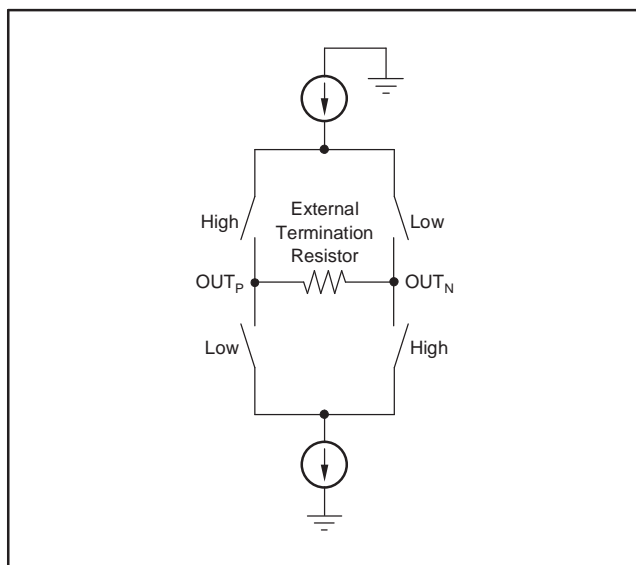 External
Termination
Resistor
High
Low
OUTP
OUTN
Low
High